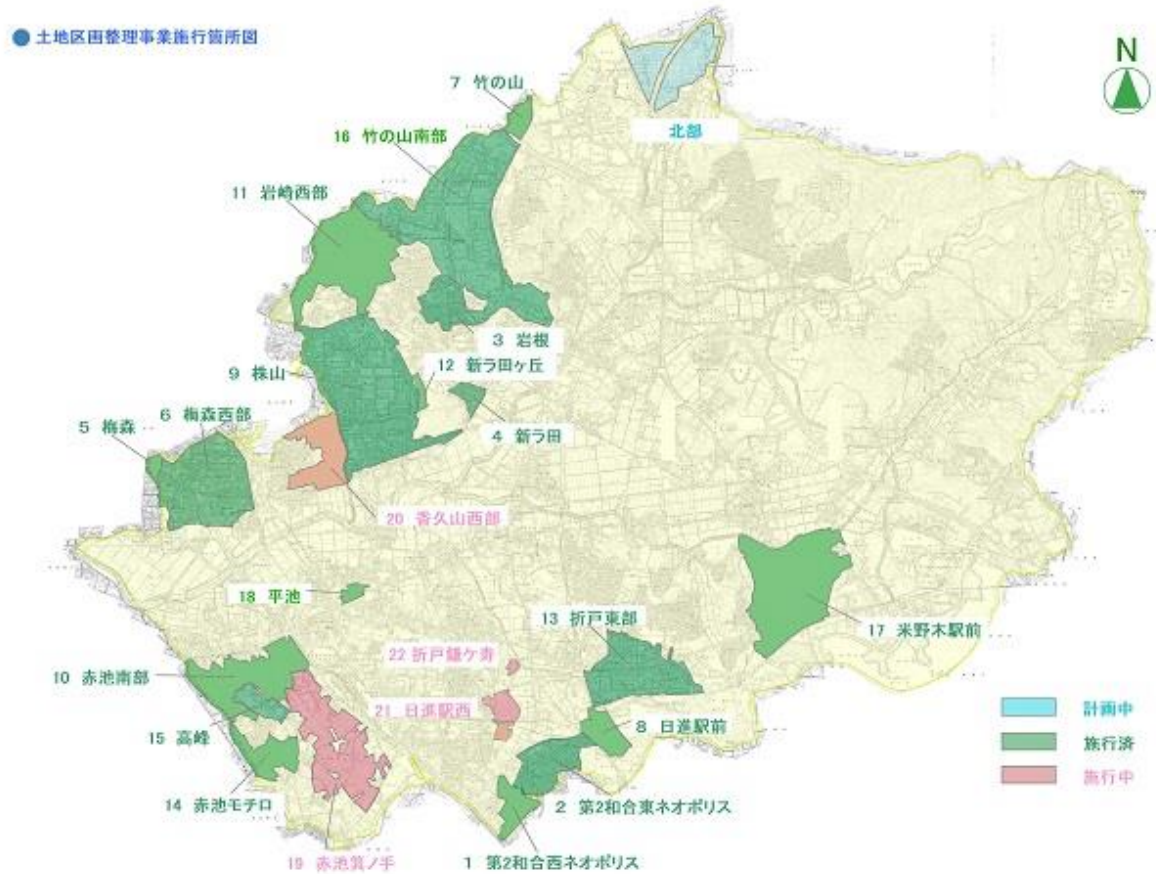 土地区画整理事業施行箇所図
N
7 竹の山
北部
16 竹の山南部
11 岩崎西部
3 岩根
12 新ラ田ヶ丘
9 株山
6 梅森西部
5 梅森
4 新ラ田
20 香久山西部
18 平池
13 折戸東部
17 米野木駅前
22 折戸鎌ケ寿
10 赤池南部
21 日進駅西
8 日進駅前
15 高峰
計画中
施行済
施行中
14 赤池モチロ
2 第2和合東ネオポリス
19 赤池箕ノ手
1 第2和合西ネオポリス